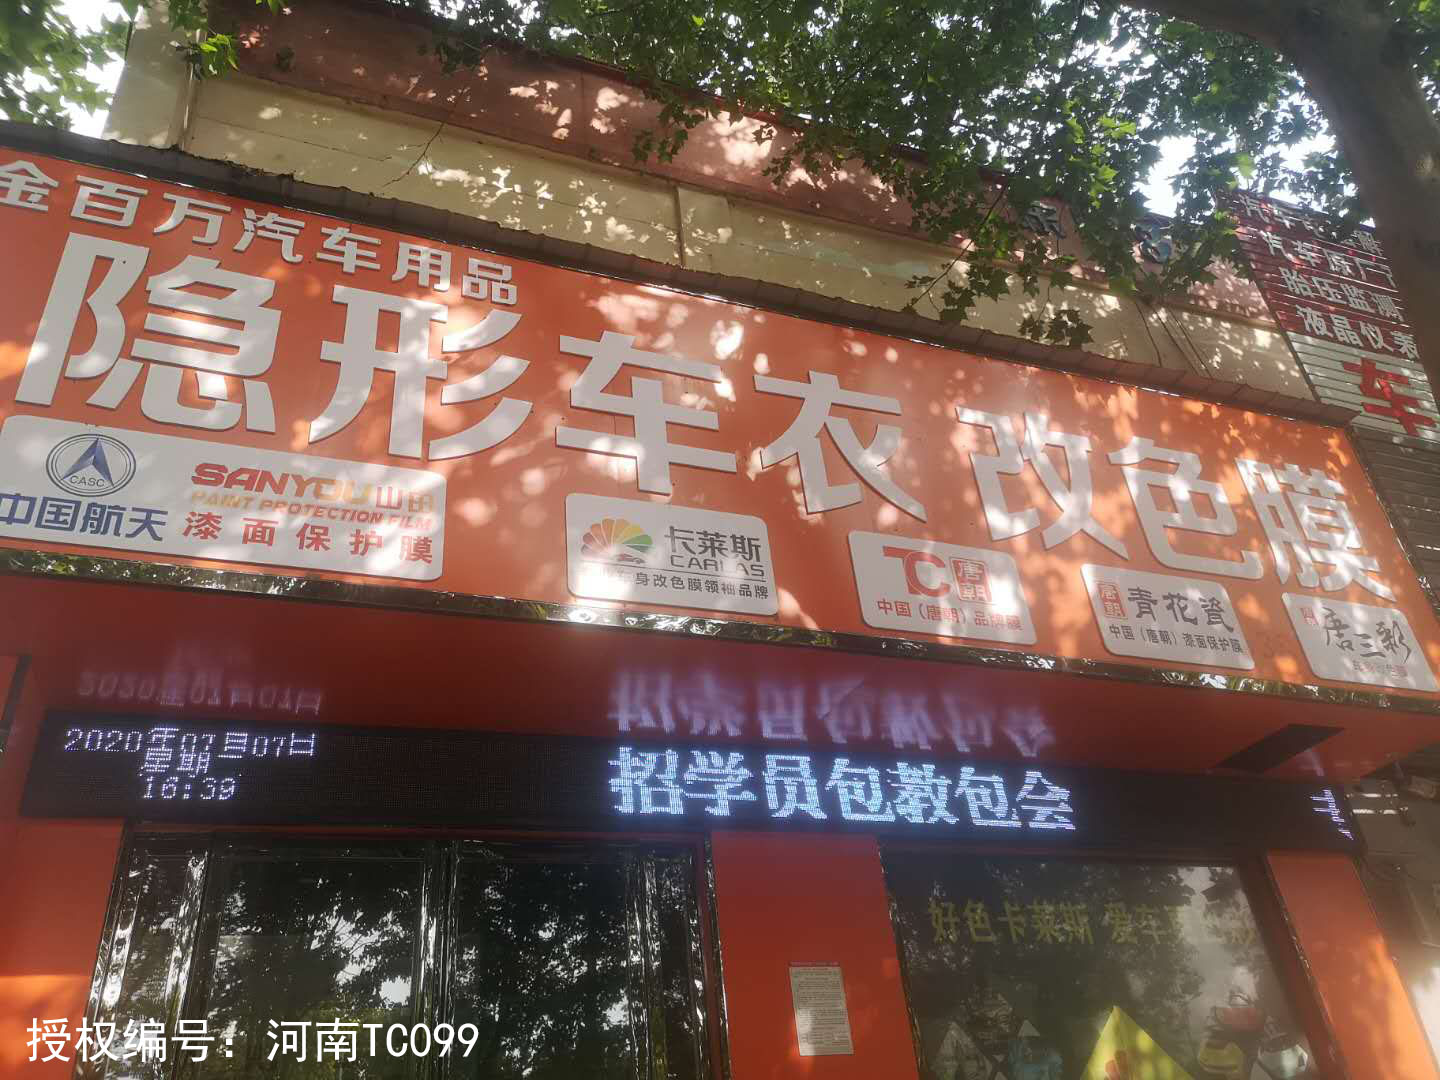 金百万汽车用品
隐形车衣 改色膜
CASC
中国航天
SANYOU山田
PAINT PROTECTION FILM
漆面保护膜
卡莱斯
CARLAS
车身改色膜领袖品牌
TC 唐朝
中国（唐朝）品牌膜
唐朝 青花瓷
中国（唐朝）漆面保护膜
唐三彩
汽车原厂
胎压监测
液晶仪表
车
2020年07月07日
星期
16:39
招学员包教包会
好色卡莱斯 爱车
授权编号：河南TC099